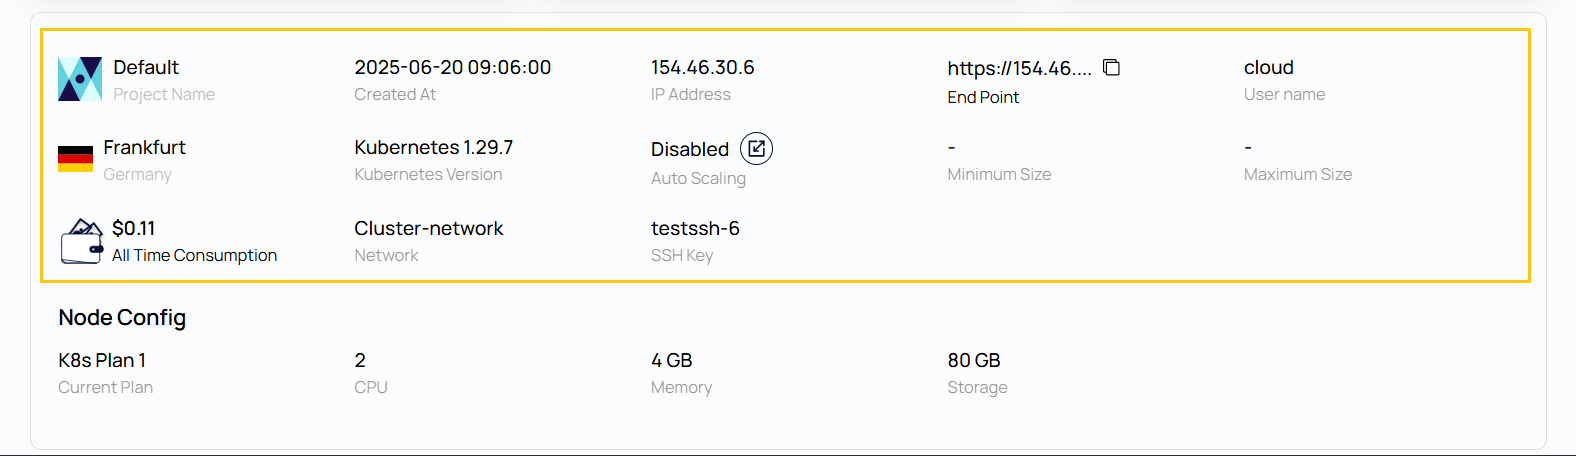 Default
Project Name
2025-06-20 09:06:00
Created At
154.46.30.6
IP Address
https://154.46....
End Point
cloud
User name
Frankfurt
Germany
Kubernetes 1.29.7
Kubernetes Version
Disabled
Auto Scaling
-
Minimum Size
-
Maximum Size
$0.11
All Time Consumption
Cluster-network
Network
testssh-6
SSH Key
Node Config
K8s Plan 1
Current Plan
2
CPU
4 GB
Memory
80 GB
Storage